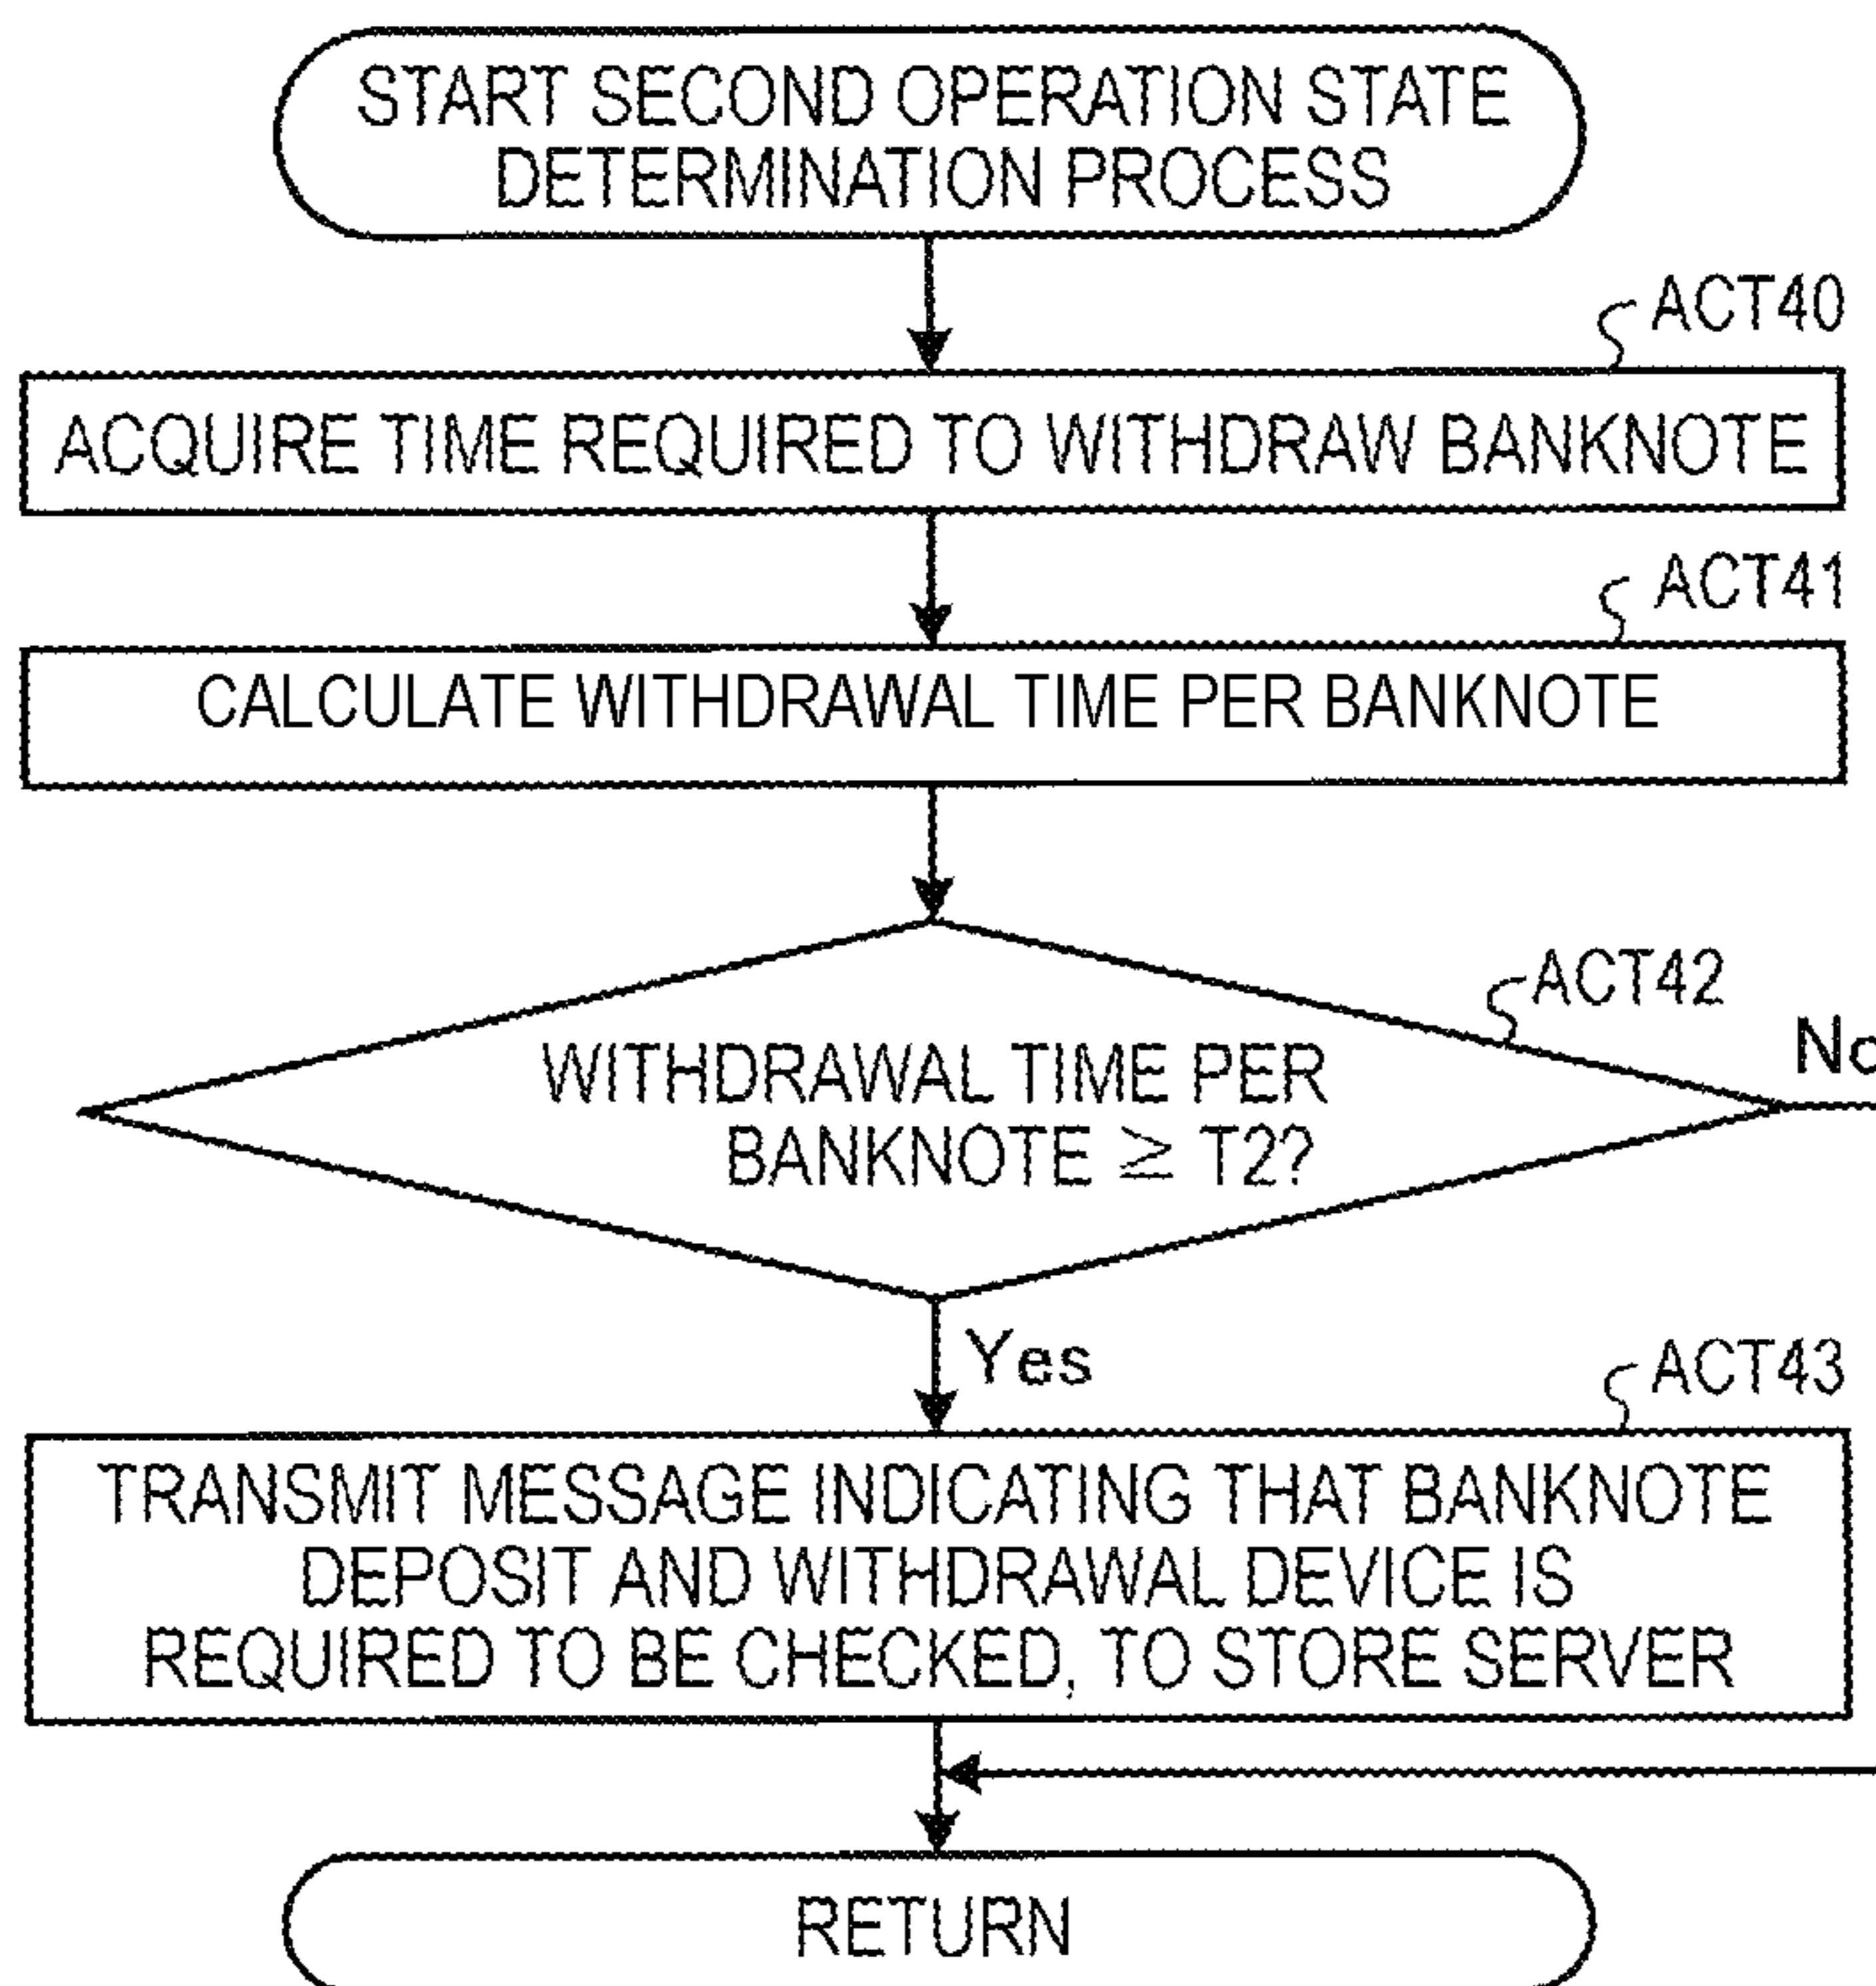 START SECOND OPERATION STATE
DETERMINATION PROCESS
ACT40
ACQUIRE TIME REQUIRED TO WITHDRAW BANKNOTE
ACT41
CALCULATE WITHDRAWAL TIME PER BANKNOTE
ACT42
No
WITHDRAWAL TIME PER
BANKNOTE ≧ T2?
Yes
ACT43
TRANSMIT MESSAGE INDICATING THAT BANKNOTE
DEPOSIT AND WITHDRAWAL DEVICE IS
REQUIRED TO BE CHECKED, TO STORE SERVER
RETURN